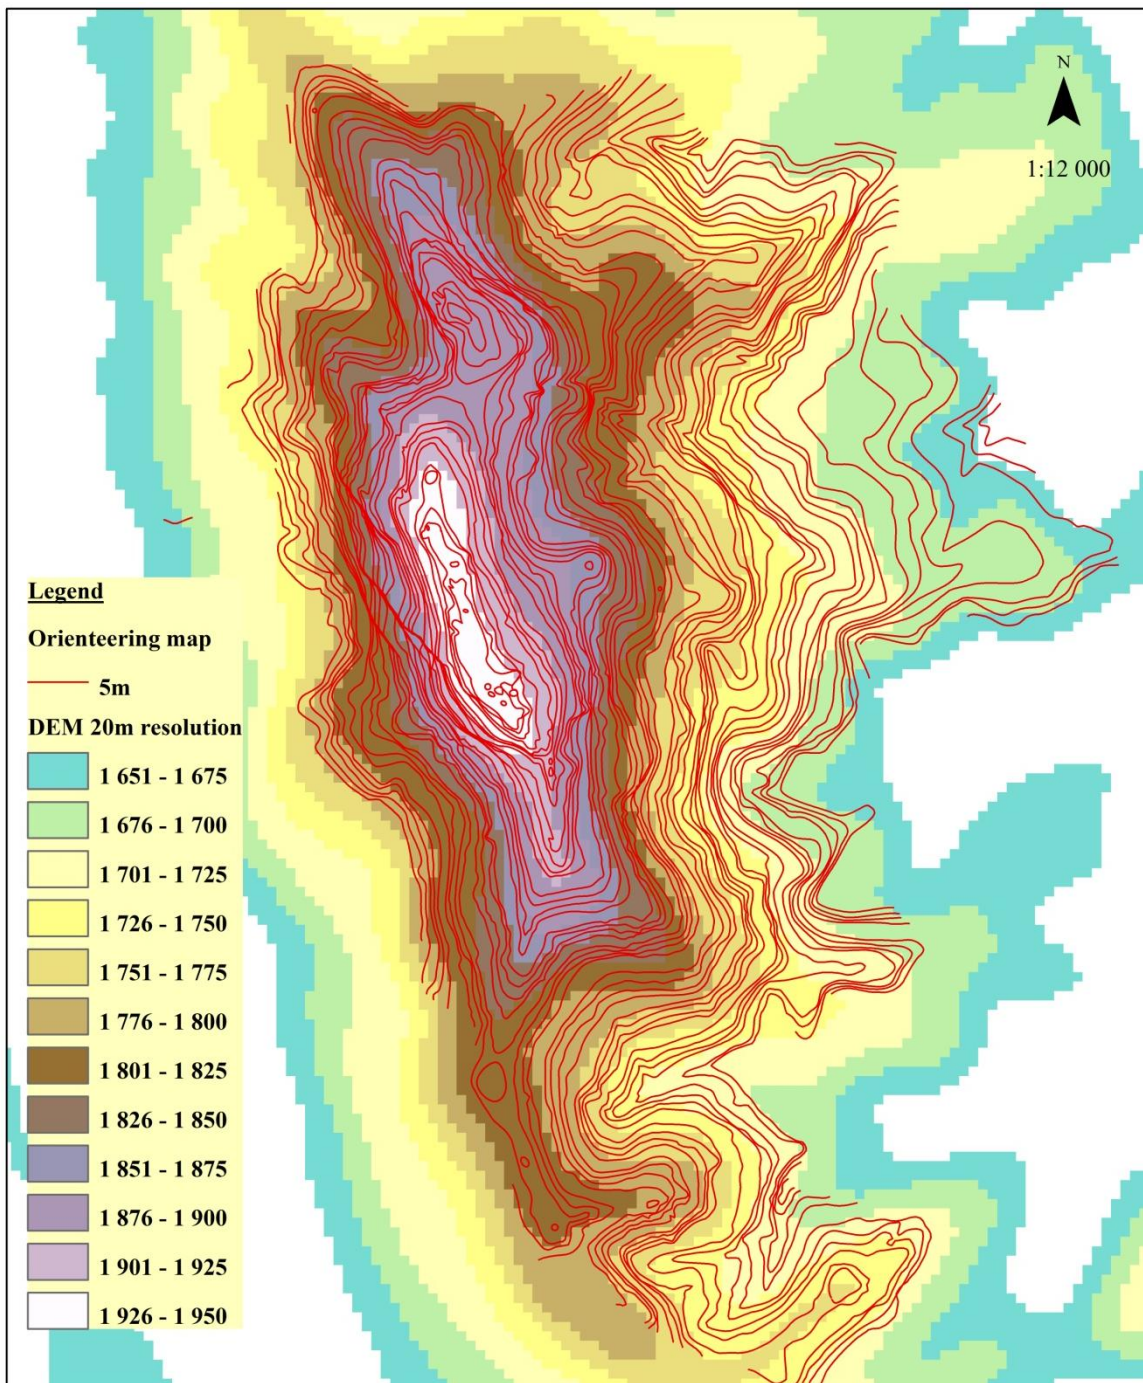 N
1:12 000
Legend
Orienteering map
5m
DEM 20m resolution
1 651 - 1 675
1 676 - 1 700
1 701 - 1 725
1 726 - 1 750
1 751 - 1 775
1 776 - 1 800
1 801 - 1 825
1 826 - 1 850
1 851 - 1 875
1 876 - 1 900
1 901 - 1 925
1 926 - 1 950